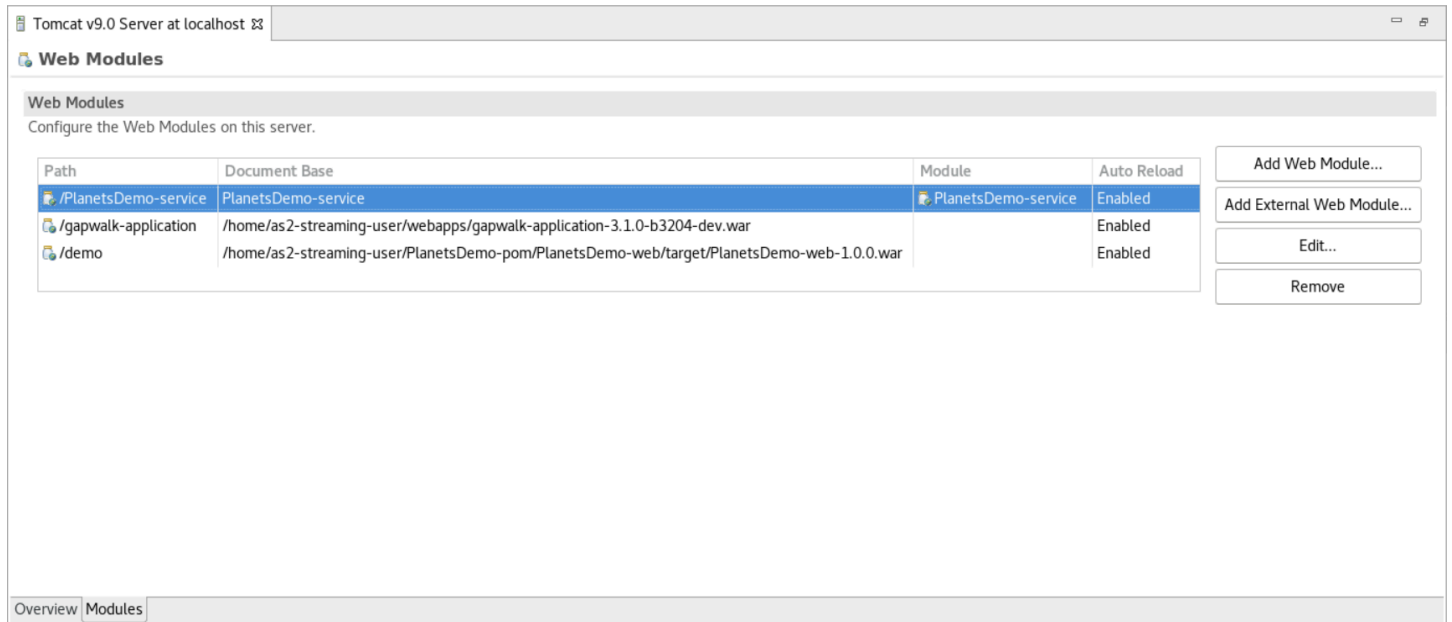 Tomcat v9.0 Server at localhost
Web Modules
Web Modules
Configure the Web Modules on this server.
Path Document Base Module Auto Reload
/PlanetsDemo-service PlanetsDemo-service PlanetsDemo-service Enabled
/gapwalk-application /home/as2-streaming-user/webapps/gapwalk-application-3.1.0-b3204-dev.war Enabled
/demo /home/as2-streaming-user/PlanetsDemo-pom/PlanetsDemo-web/target/PlanetsDemo-web-1.0.0.war Enabled
Add Web Module...
Add External Web Module...
Edit...
Remove
Overview Modules